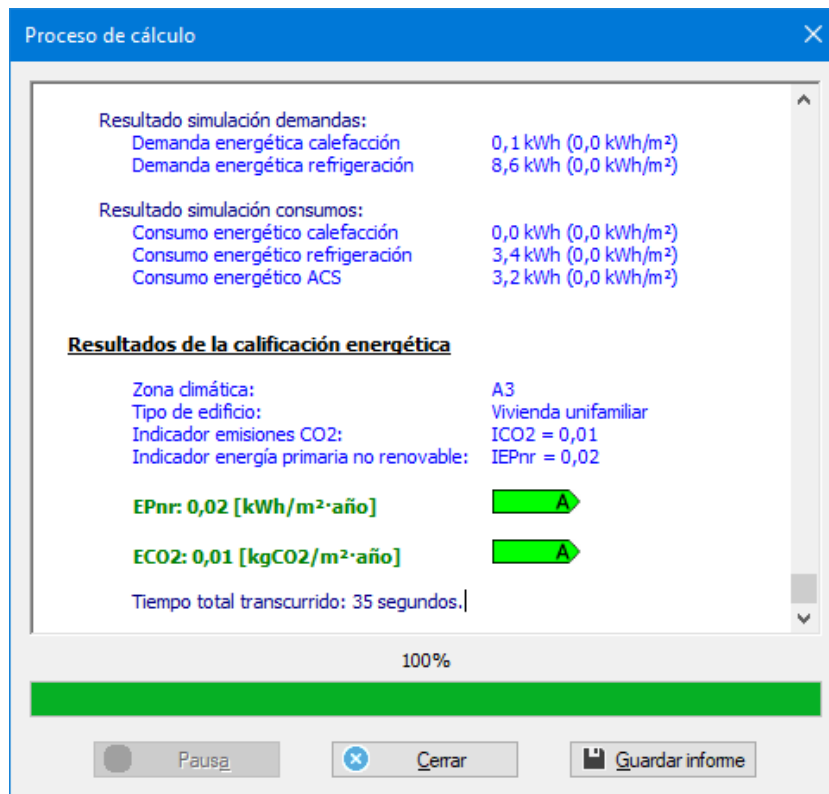 Proceso de cálculo
Resultado simulación demandas:
Demanda energética calefacción 0,1 kWh (0,0 kWh/m²)
Demanda energética refrigeración 8,6 kWh (0,0 kWh/m²)
Resultado simulación consumos:
Consumo energético calefacción 0,0 kWh (0,0 kWh/m²)
Consumo energético refrigeración 3,4 kWh (0,0 kWh/m²)
Consumo energético ACS 3,2 kWh (0,0 kWh/m²)
Resultados de la calificación energética
Zona climática: A3
Tipo de edificio: Vivienda unifamiliar
Indicador emisiones CO2: ICO2 = 0,01
Indicador energía primaria no renovable: IEPnr = 0,02
EPnr: 0,02 [kWh/m²·año] A
ECO2: 0,01 [kgCO2/m²·año] A
Tiempo total transcurrido: 35 segundos.
100%
Pausa Cerrar Guardar informe